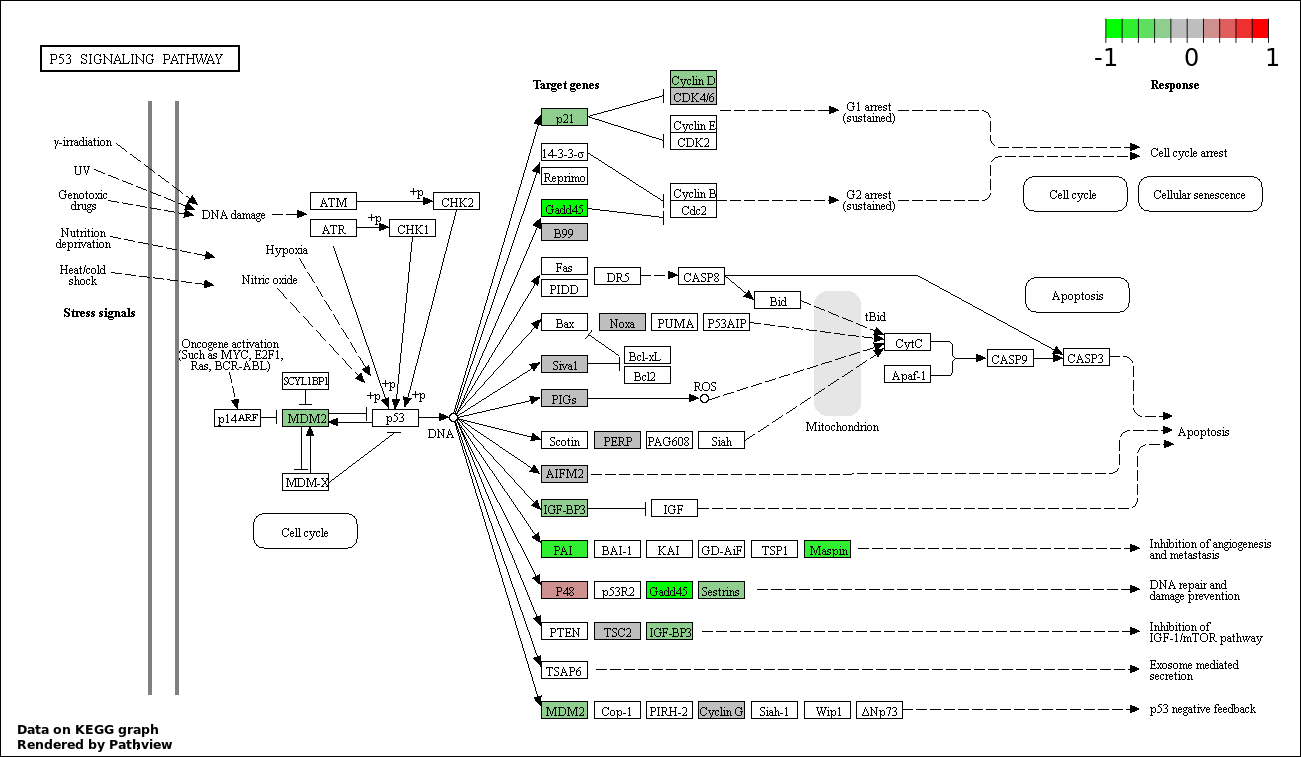 P53 SIGNALING PATHWAY
-1 0 1
Target genes
Response
Cyclin D
CDK4/6
p21
G1 arrest
(sustained)
Cyclin E
CDK2
14-3-3-σ
Reprimo
Cell cycle arrest
γ-irradiation
UV
Genotoxic
drugs
DNA damage
ATM
+p
CHK2
ATR
+p
CHK1
Cyclin B
Cdc2
G2 arrest
(sustained)
Cell cycle
Cellular senescence
Gadd45
B99
Nutrition
deprivation
Hypoxia
Heat/cold
shock
Nitric oxide
Fas
PIDD
DR5
CASP8
Bid
tBid
Apoptosis
Stress signals
Bax
Noxa
PUMA
P53AIP
CytC
Oncogene activation
(Such as MYC, E2F1,
Ras, BCR-ABL)
Siva1
Bcl-xL
Bcl2
CASP9
CASP3
Apaf-1
SCYL1BP1
+p
+p
+p
PIGs
ROS
p14ARF
MDM2
p53
DNA
Mitochondrion
Scotin
PERP
PAG608
Siah
Apoptosis
AIFM2
MDM-X
IGF-BP3
IGF
Cell cycle
PAI
BAI-1
KAI
GD-AiF
TSP1
Maspin
Inhibition of angiogenesis
and metastasis
P48
p53R2
Gadd45
Sestrins
DNA repair and
damage prevention
PTEN
TSC2
IGF-BP3
Inhibition of
IGF-1/mTOR pathway
TSAP6
Exosome mediated
secretion
MDM2
Cop-1
PIRH-2
Cyclin G
Siah-1
Wip1
ΔNp73
p53 negative feedback
Data on KEGG graph
Rendered by Pathview